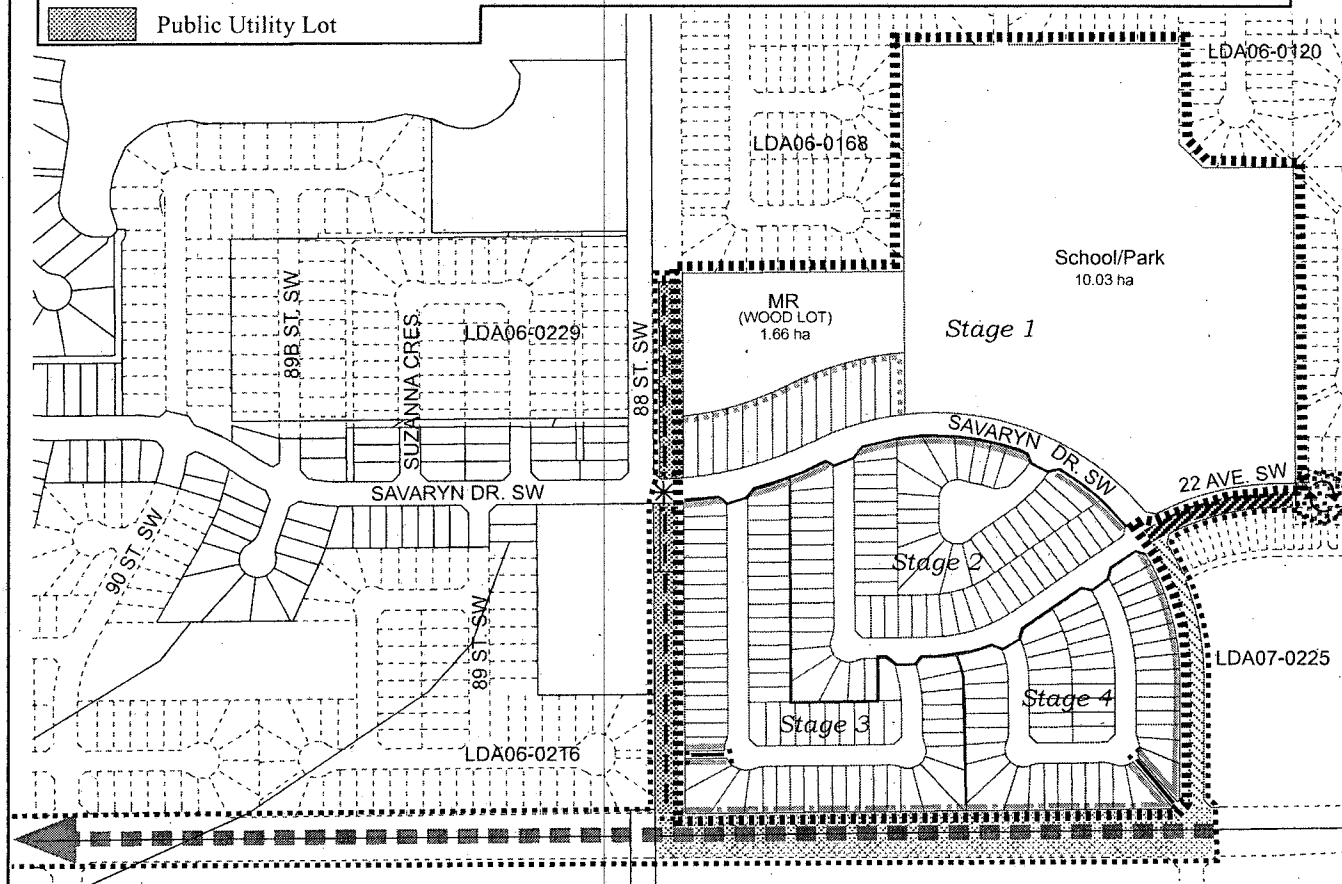 Public Utility Lot
LDA06-0120
LDA06-0168
School/Park
10.03 ha
MR
(WOOD LOT)
1.66 ha
Stage 1
89B ST. SW
SUZANNA CRES.
LDA06-0229
88 ST. SW
SAVARYN DR. SW
22 AVE. SW
SAVARYN DR. SW
90 ST. SW
89 ST. SW
Stage 2
LDA07-0225
Stage 4
Stage 3
LDA06-0216